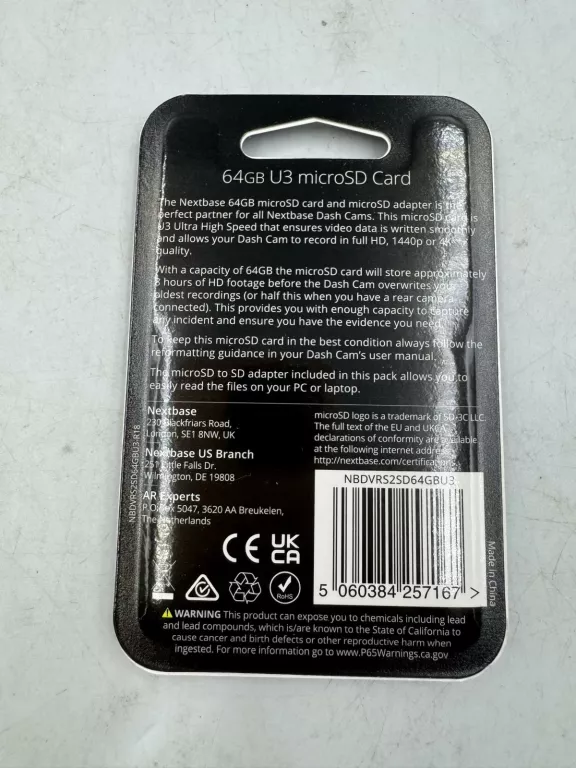 64GB U3 microSD Card
The Nextbase 64GB microSD card and microSD adapter is the
perfect partner for all Nextbase Dash Cams. This microSD card is
U3 Ultra High Speed that ensures video data is written smoothly
and allows your Dash Cam to record in full HD, 1440p or 4K
quality.
With a capacity of 64GB the microSD card will store approximately
8 hours of HD footage before the Dash Cam overwrites your
oldest recordings (or half this when you have a rear camera
connected). This provides you with enough capacity to capture
any incident and ensure you have the evidence you need.
To keep this microSD card in the best condition always follow the
reformatting guidance in your Dash Cam's user manual.
The microSD to SD adapter included in this pack allows you to
easily read the files on your PC or laptop.
Nextbase
230 Blackfriars Road,
London, SE1 8NW, UK
Nextbase US Branch
251 Little Falls Dr.
Wilmington, DE 19808
AR Experts
P.O. Box 5047, 3620 AA Breukelen,
The Netherlands
NBDVRS2SD64GBU3-R18
microSD logo is a trademark of SD-3C LLC.
The full text of the EU and UKCA
declarations of conformity are available
at the following internet address:
http://nextbase.com/certifications
NBDVRS2SD64GBU3
5 060384 257167 >
Made in China
CE UK
CA
RoHS
WARNING This product can expose you to chemicals including lead
and lead compounds, which is/are known to the State of California to
cause cancer and birth defects or other reproductive harm when
ingested. For more information go to www.P65Warnings.ca.gov